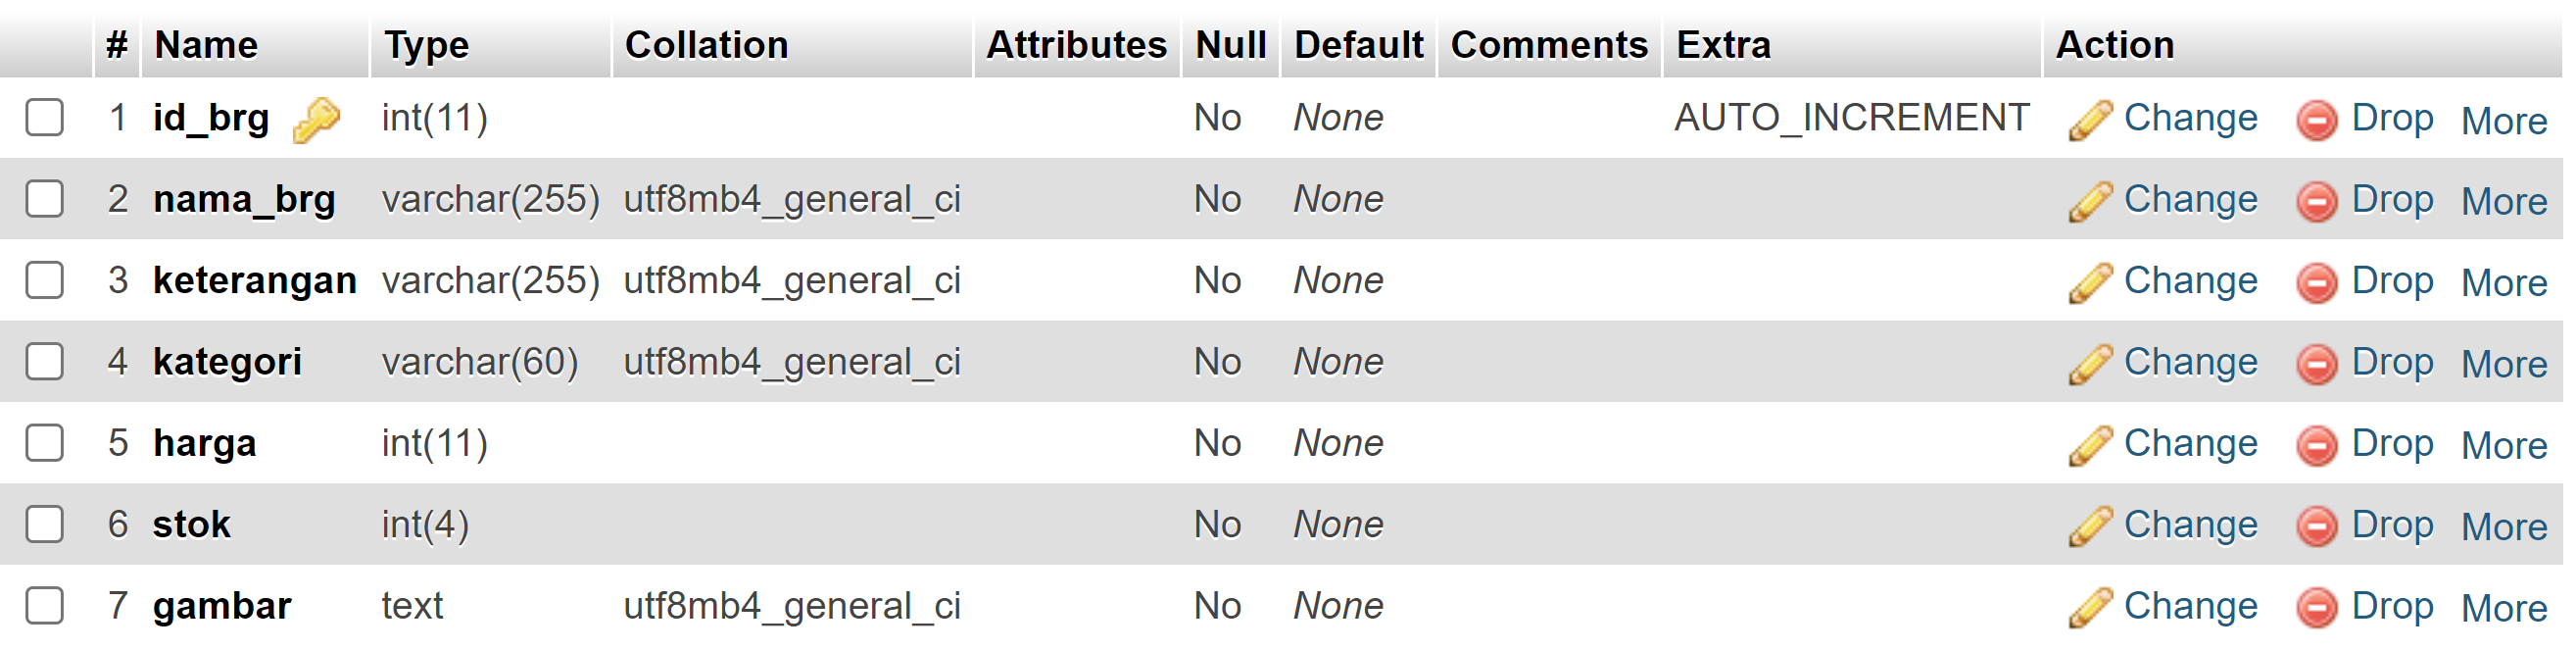 # Name Type Collation Attributes Null Default Comments Extra Action
1 id_brg int(11) No None AUTO_INCREMENT Change Drop More
2 nama_brg varchar(255) utf8mb4_general_ci No None Change Drop More
3 keterangan varchar(255) utf8mb4_general_ci No None Change Drop More
4 kategori varchar(60) utf8mb4_general_ci No None Change Drop More
5 harga int(11) No None Change Drop More
6 stok int(4) No None Change Drop More
7 gambar text utf8mb4_general_ci No None Change Drop More